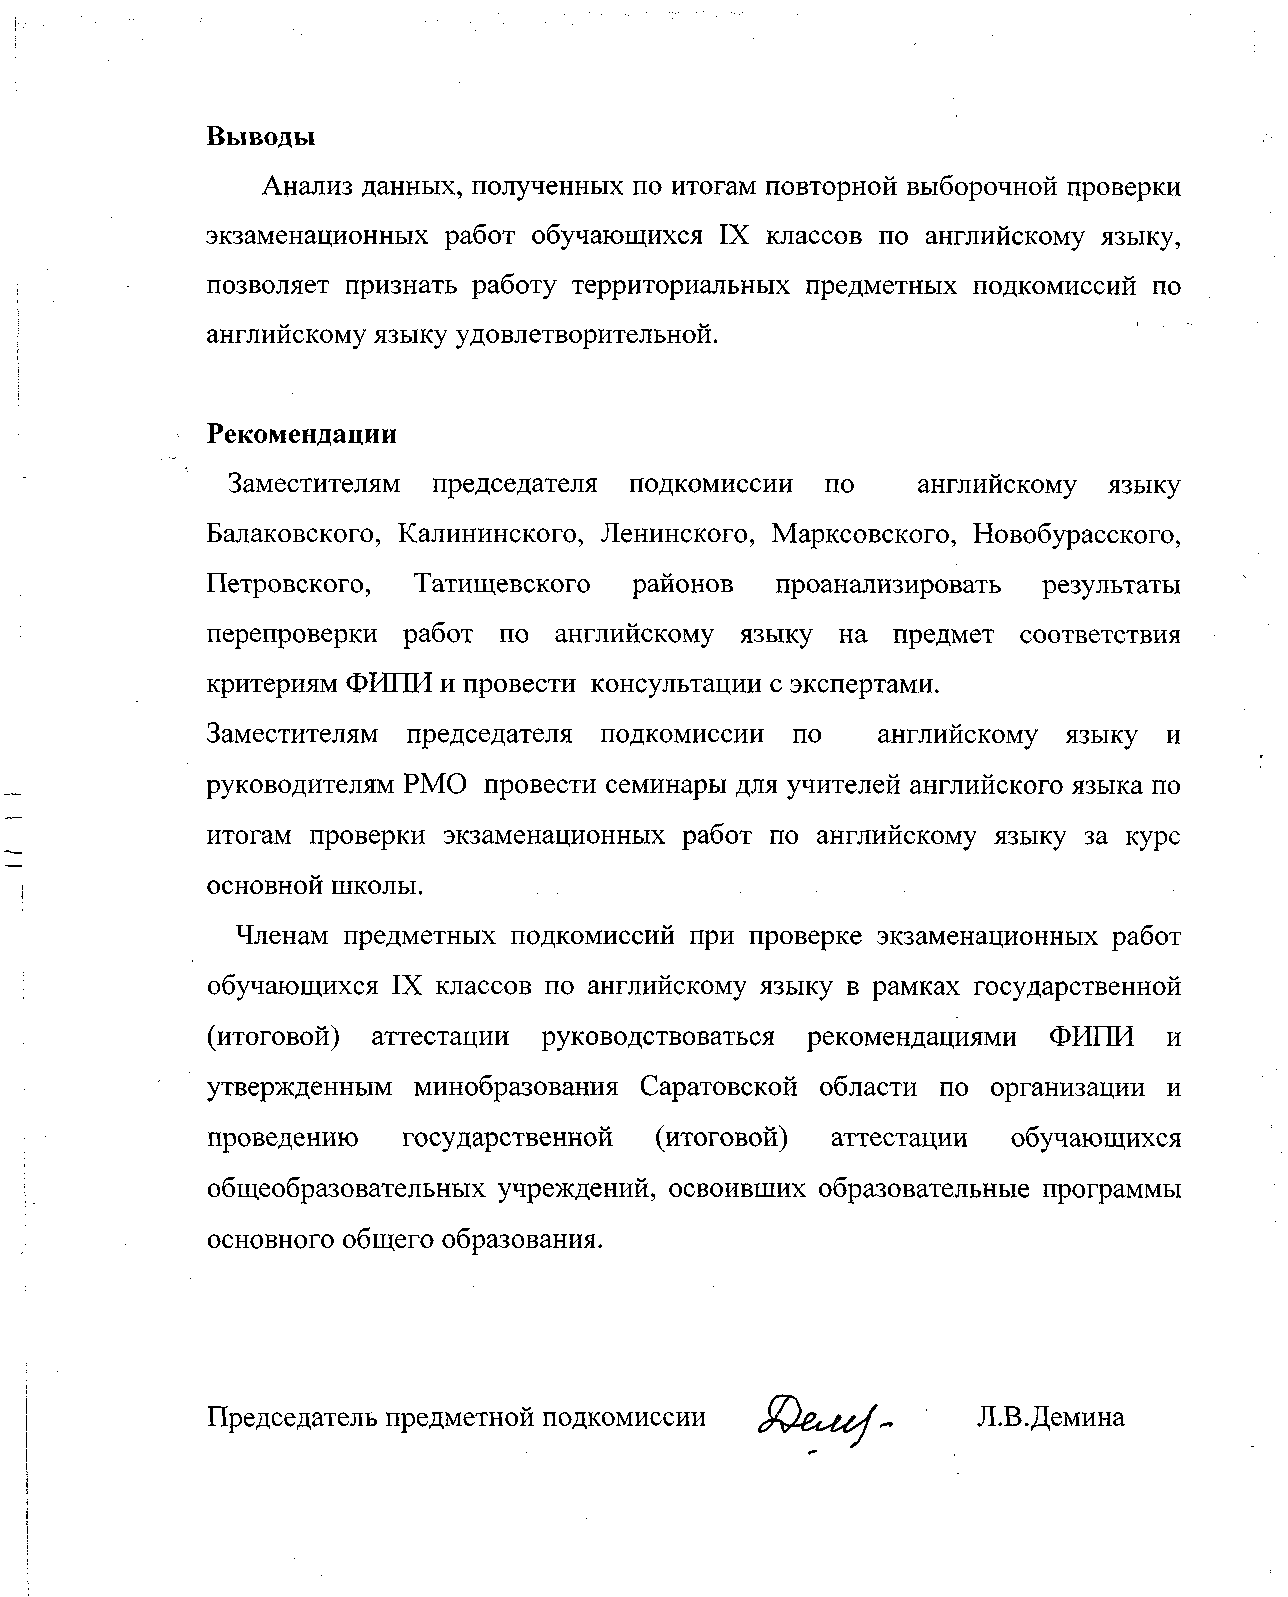 Выводы
Анализ данных, полученных по итогам повторной выборочной проверки
экзаменационных работ обучающихся IX классов по английскому языку,
позволяет признать работу территориальных предметных подкомиссий по
английскому языку удовлетворительной.
Рекомендации
Заместителям председателя подкомиссии по английскому языку
Балаковского, Калининского, Ленинского, Марксовского, Новобурасского,
Петровского, Татищевского районов проанализировать результаты
перепроверки работ по английскому языку на предмет соответствия
критериям ФИПИ и провести консультации с экспертами.
Заместителям председателя подкомиссии по английскому языку и
руководителям РМО провести семинары для учителей английского языка по
итогам проверки экзаменационных работ по английскому языку за курс
основной школы.
Членам предметных подкомиссий при проверке экзаменационных работ
обучающихся IX классов по английскому языку в рамках государственной
(итоговой) аттестации руководствоваться рекомендациями ФИПИ и
утвержденным минобразования Саратовской области по организации и
проведению государственной (итоговой) аттестации обучающихся
общеобразовательных учреждений, освоивших образовательные программы
основного общего образования.
Председатель предметной подкомиссии Л.В.Демина